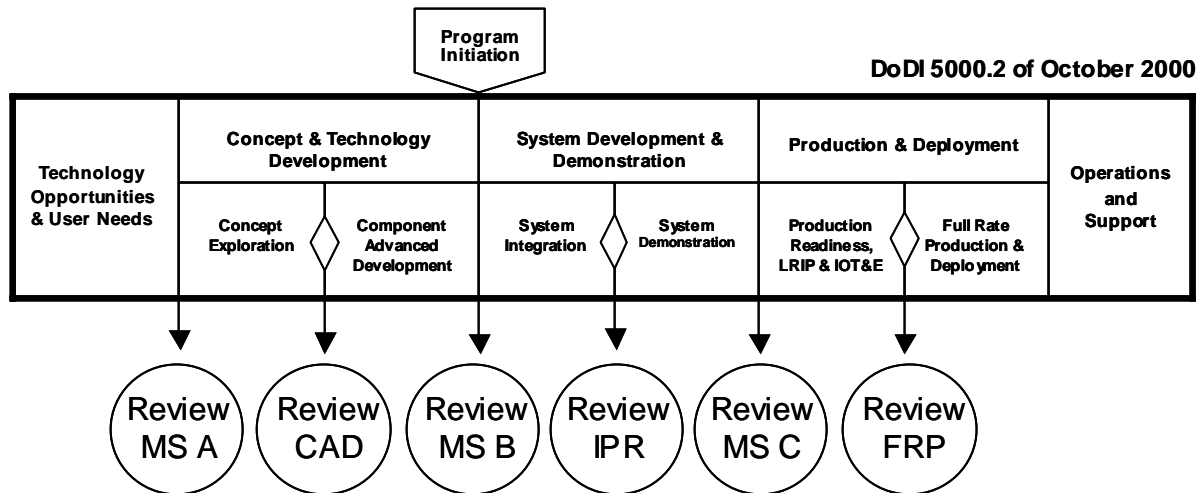 Program
Initiation
DoDI 5000.2 of October 2000
Technology
Opportunities
& User Needs
Concept & Technology
Development
System Development &
Demonstration
Production & Deployment
Operations
and
Support
Concept
Exploration
Component
Advanced
Development
System
Integration
System
Demonstration
Production
Readiness,
LRIP & IOT&E
Full Rate
Production &
Deployment
Review
MS A
Review
CAD
Review
MS B
Review
IPR
Review
MS C
Review
FRP